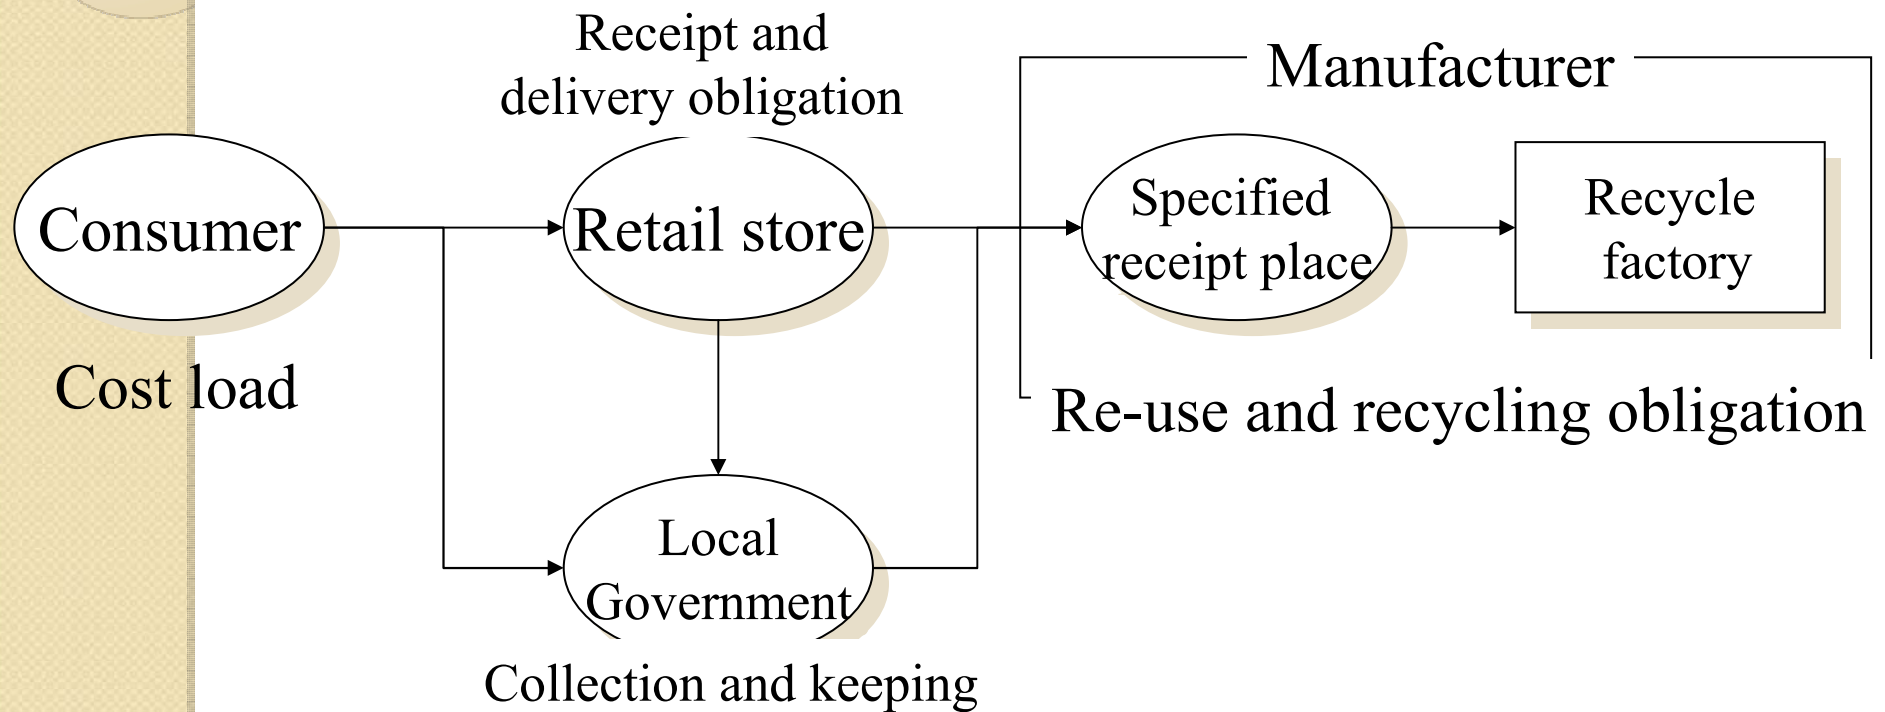 Receipt and
delivery obligation
Manufacturer
Consumer
Retail store
Specified
receipt place
Recycle
factory
Cost load
Re-use and recycling obligation
Local
Government
Collection and keeping